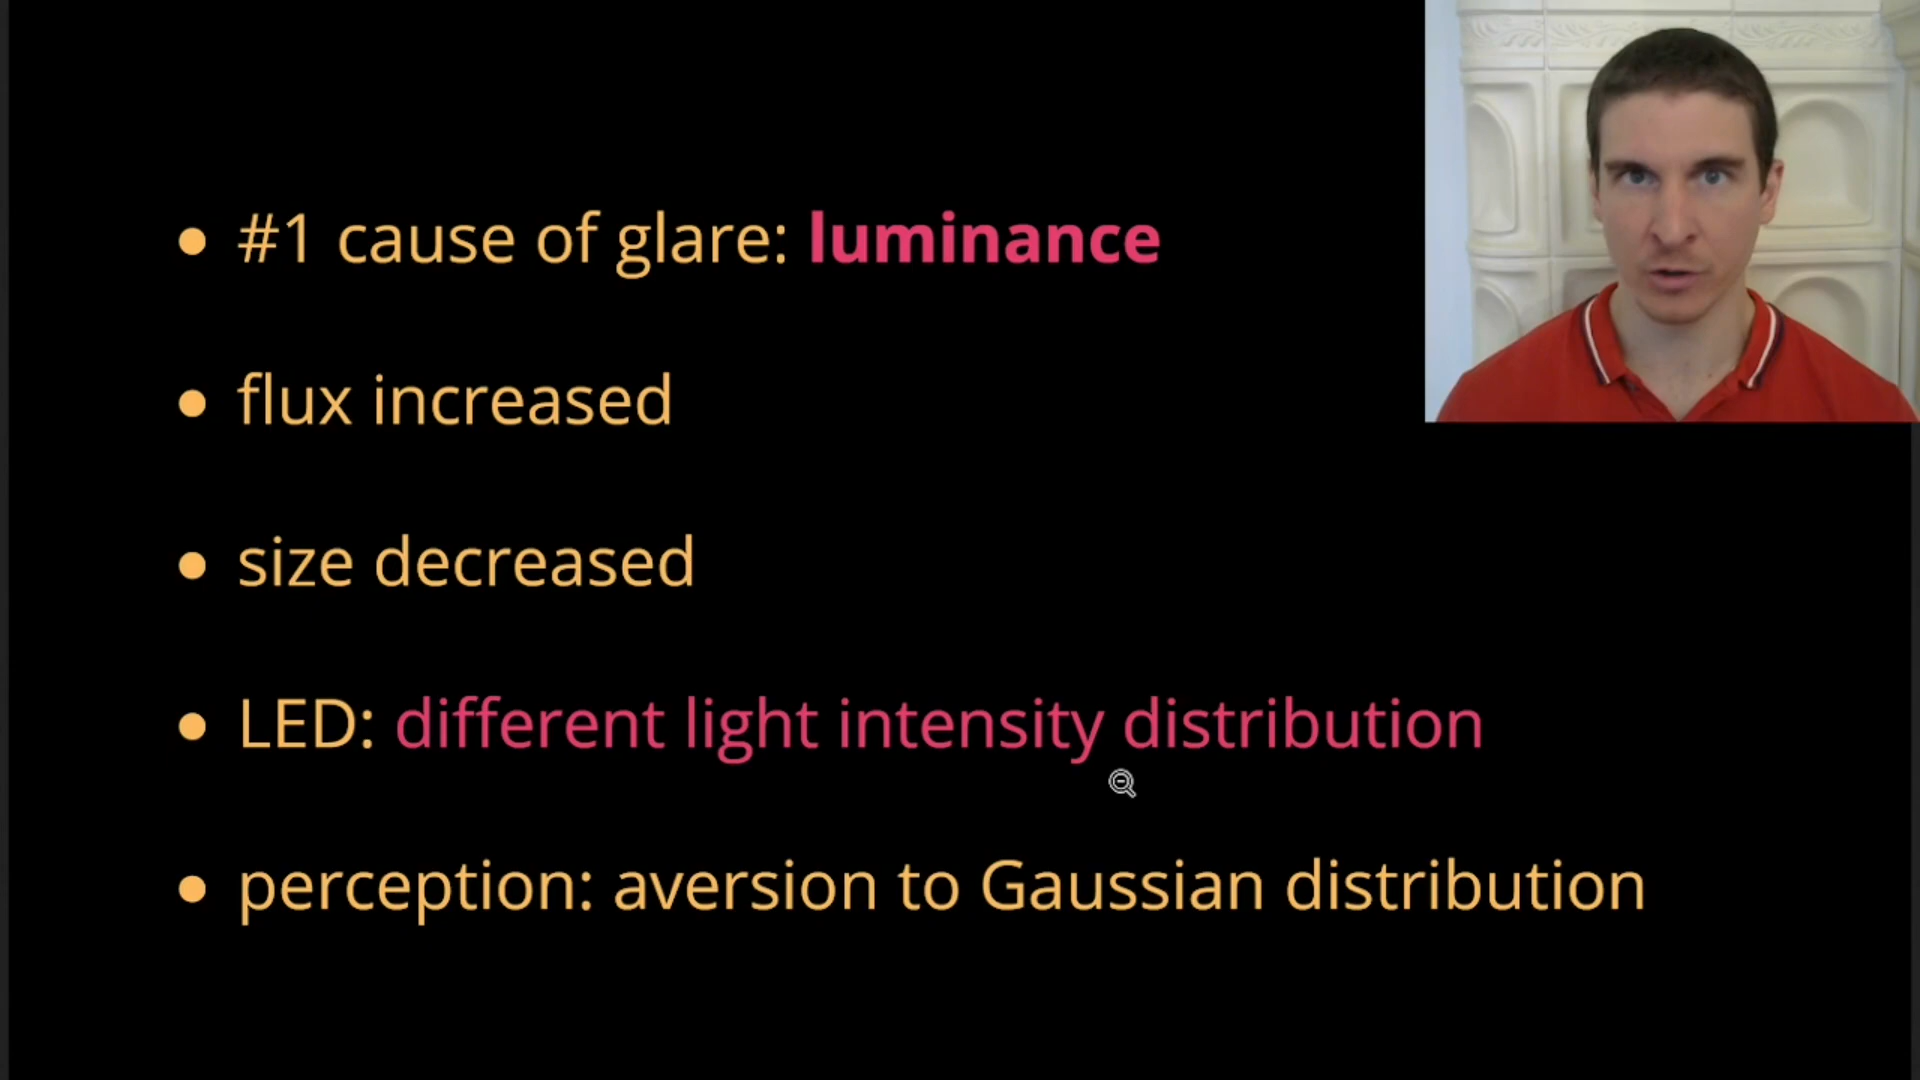 • #1 cause of glare: luminance
• flux increased
• size decreased
• LED: different light intensity distribution
• perception: aversion to Gaussian distribution